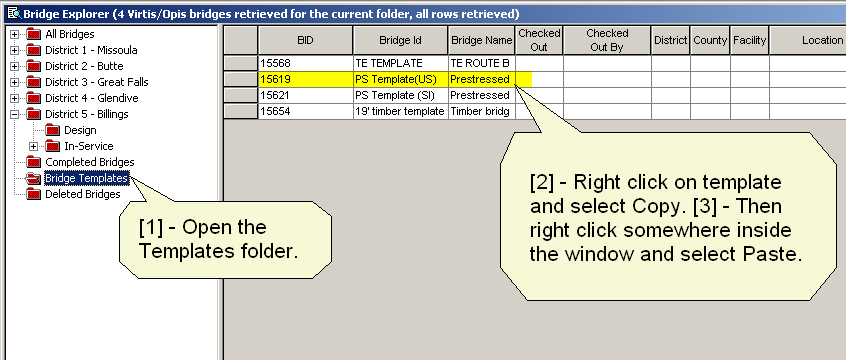 Bridge Explorer (4 Virtis/Opis bridges retrieved for the current folder, all rows retrieved)
All Bridges
District 1 - Missoula
District 2 - Butte
District 3 - Great Falls
District 4 - Glendive
District 5 - Billings
Design
In-Service
Completed Bridges
Bridge Templates
Deleted Bridges
BID Bridge Id Bridge Name Checked Out Checked Out By District County Facility Location
15568 TE TEMPLATE TE ROUTE B
15619 PS Template(US) Prestressed
15621 PS Template (SI) Prestressed
15654 19' timber template Timber bridg
[1] - Open the
Templates folder.
[2] - Right click on template
and select Copy. [3] - Then
right click somewhere inside
the window and select Paste.